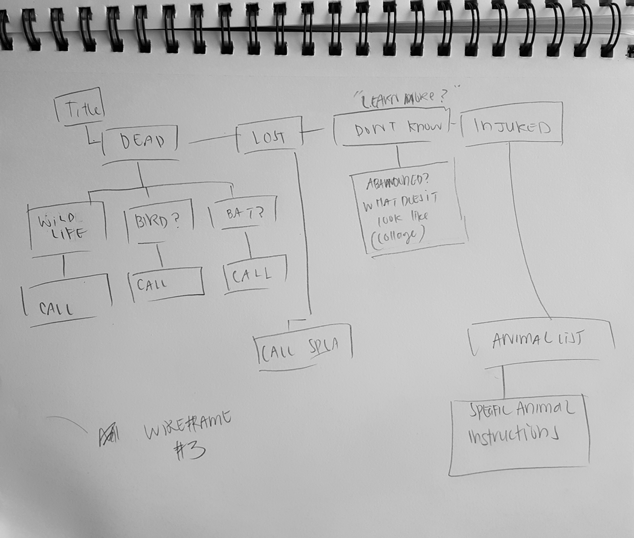 Title
"LEARN MORE?"
DEAD
LOST
DON'T KNOW
INJURED
WILD
LIFE
BIRD?
BAT?
ABANDONED?
WHAT DOES IT
look like
(collage)
CALL
CALL
CALL
CALL SPCA
ANIMAL LIST
SPECIFIC ANIMAL
Instructions
WIREFRAME
#3